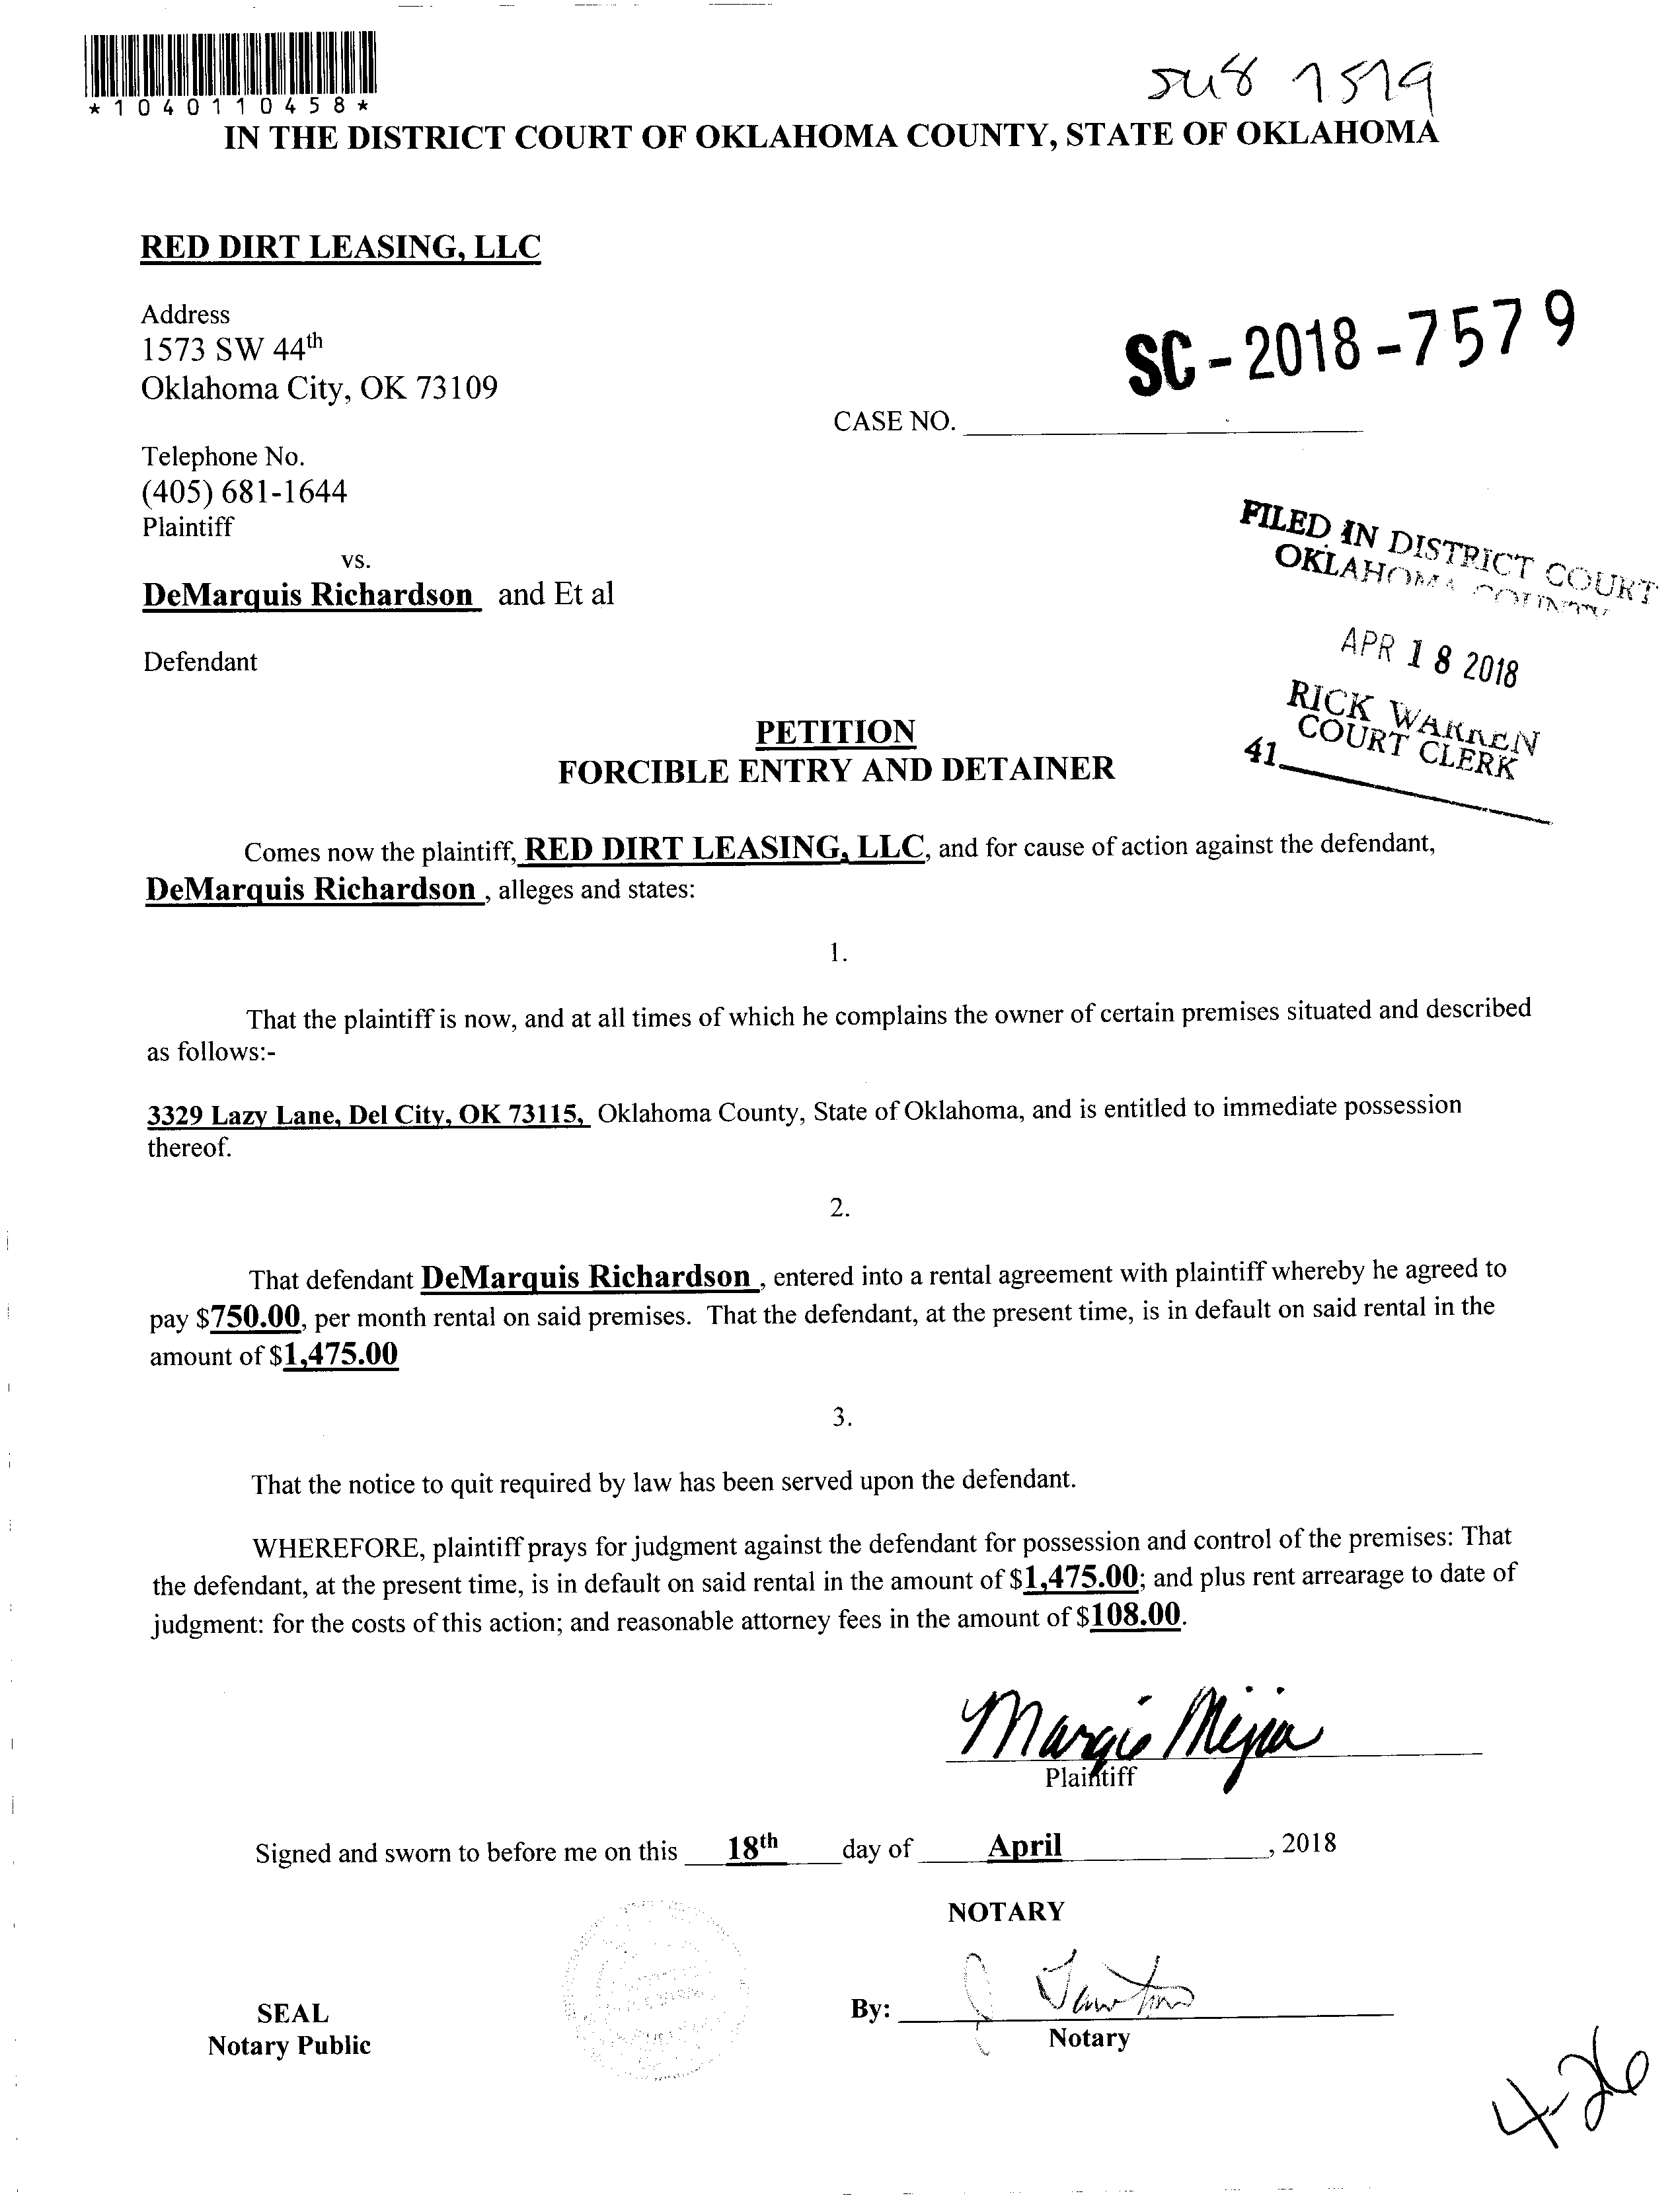 *1040110458*
IN THE DISTRICT COURT OF OKLAHOMA COUNTY, STATE OF OKLAHOMA
RED DIRT LEASING, LLC
Address
1573 SW 44th
Oklahoma City, OK 73109
SC-2018-7579
CASE NO.
Telephone No.
(405) 681-1644
Plaintiff
vs.
DeMarquis Richardson and Et al
Defendant
FILED IN DISTRICT COURT
OKLAHOMA COUNTY
APR 18 2018
RICK WARREN
COURT CLERK
41
PETITION
FORCIBLE ENTRY AND DETAINER
Comes now the plaintiff, RED DIRT LEASING, LLC, and for cause of action against the defendant,
DeMarquis Richardson , alleges and states:
1.
That the plaintiff is now, and at all times of which he complains the owner of certain premises situated and described
as follows:-
3329 Lazy Lane, Del City, OK 73115, Oklahoma County, State of Oklahoma, and is entitled to immediate possession
thereof.
2.
That defendant DeMarquis Richardson , entered into a rental agreement with plaintiff whereby he agreed to
pay $750.00, per month rental on said premises. That the defendant, at the present time, is in default on said rental in the
amount of $1,475.00
3.
That the notice to quit required by law has been served upon the defendant.
WHEREFORE, plaintiff prays for judgment against the defendant for possession and control of the premises: That
the defendant, at the present time, is in default on said rental in the amount of $1,475.00; and plus rent arrearage to date of
judgment: for the costs of this action; and reasonable attorney fees in the amount of $108.00.
Margie Mejia
Plaintiff
Signed and sworn to before me on this 18th day of April , 2018
NOTARY
By:
Notary
SEAL
Notary Public
4-26